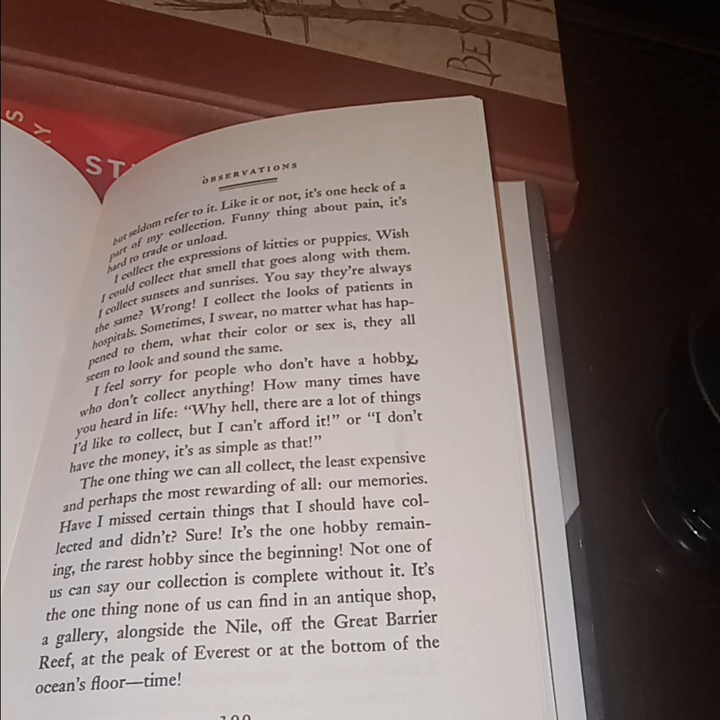 BEYO
S
Y
ST
OBSERVATIONS
but seldom refer to it. Like it or not, it's one heck of a
part of my collection. Funny thing about pain, it's
hard to trade or unload.
I collect the expressions of kitties or puppies. Wish
I could collect that smell that goes along with them.
I collect sunsets and sunrises. You say they're always
the same? Wrong! I collect the looks of patients in
hospitals. Sometimes, I swear, no matter what has hap-
pened to them, what their color or sex is, they all
seem to look and sound the same.
I feel sorry for people who don't have a hobby,
who don't collect anything! How many times have
you heard in life: "Why hell, there are a lot of things
I'd like to collect, but I can't afford it!" or "I don't
have the money, it's as simple as that!"
The one thing we can all collect, the least expensive
and perhaps the most rewarding of all: our memories.
Have I missed certain things that I should have col-
lected and didn't? Sure! It's the one hobby remain-
ing, the rarest hobby since the beginning! Not one of
us can say our collection is complete without it. It's
the one thing none of us can find in an antique shop,
a gallery, alongside the Nile, off the Great Barrier
Reef, at the peak of Everest or at the bottom of the
ocean's floor—time!